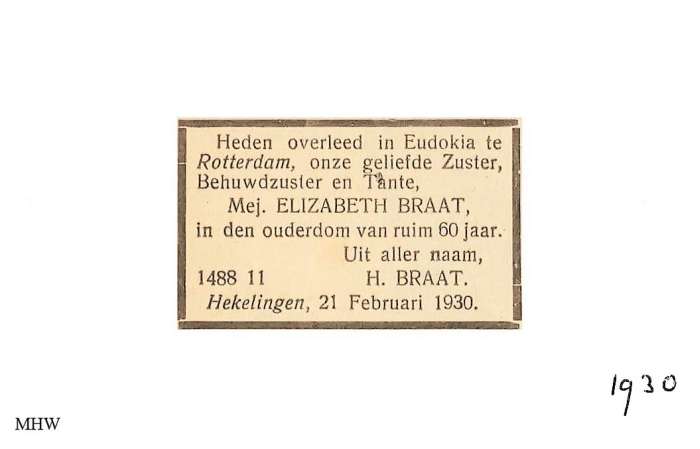 Heden overleed in Eudokia te
Rotterdam, onze geliefde Zuster,
Behuwdzuster en Tante,
Mej. ELIZABETH BRAAT,
in den ouderdom van ruim 60 jaar.
Uit aller naam,
1488 11 H. BRAAT.
Hekelingen, 21 Februari 1930.
1930
MHW